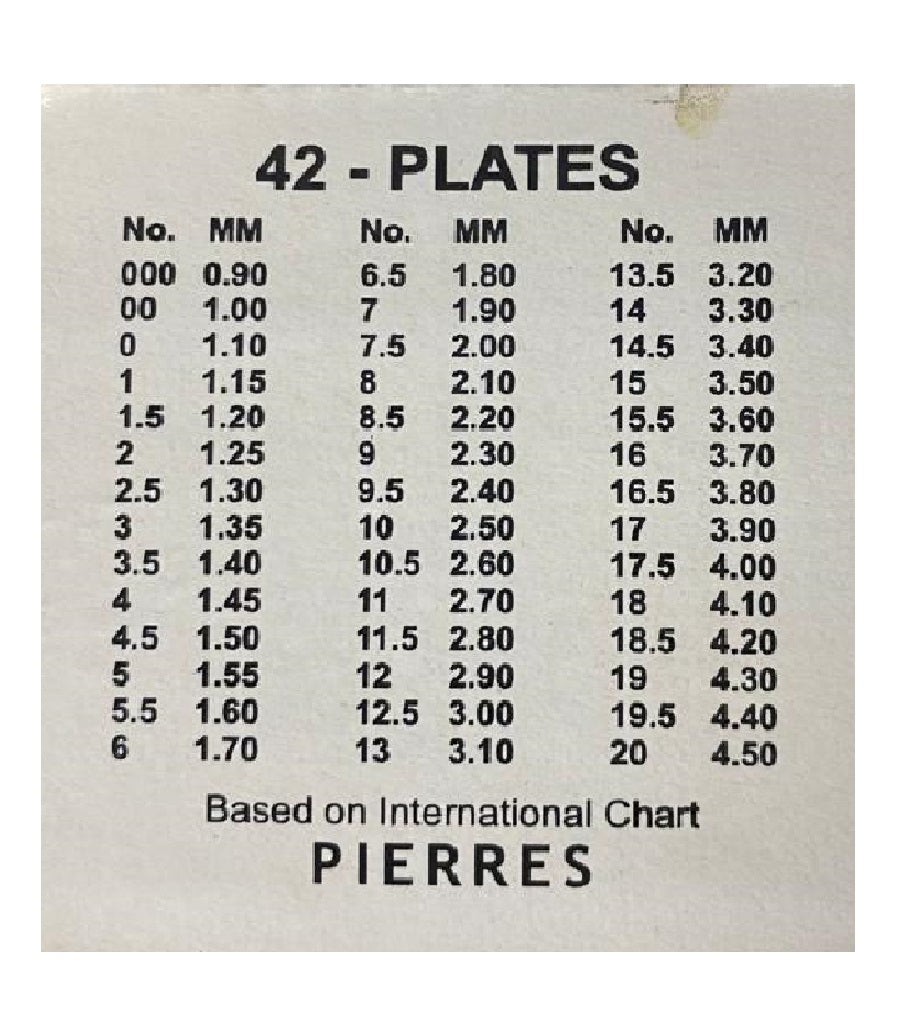 42 - PLATES
No. MM No. MM No. MM
000 0.90 6.5 1.80 13.5 3.20
00 1.00 7 1.90 14 3.30
0 1.10 7.5 2.00 14.5 3.40
1 1.15 8 2.10 15 3.50
1.5 1.20 8.5 2.20 15.5 3.60
2 1.25 9 2.30 16 3.70
2.5 1.30 9.5 2.40 16.5 3.80
3 1.35 10 2.50 17 3.90
3.5 1.40 10.5 2.60 17.5 4.00
4 1.45 11 2.70 18 4.10
4.5 1.50 11.5 2.80 18.5 4.20
5 1.55 12 2.90 19 4.30
5.5 1.60 12.5 3.00 19.5 4.40
6 1.70 13 3.10 20 4.50
Based on International Chart
PIERRES